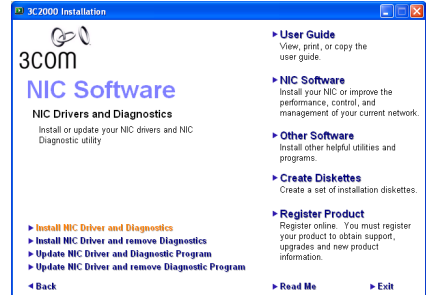 3C2000 Installation
3COM
NIC Software
NIC Drivers and Diagnostics
Install or update your NIC drivers and NIC
Diagnostic utility
Install NIC Driver and Diagnostics
Install NIC Driver and remove Diagnostics
Update NIC Driver and Diagnostic Program
Update NIC Driver and remove Diagnostic Program
Back
User Guide
View, print, or copy the
user guide.
NIC Software
Install your NIC or improve the
performance, control, and
management of your current network.
Other Software
Install other helpful utilities and
programs.
Create Diskettes
Create a set of installation diskettes.
Register Product
Register online. You must register
your product to obtain support,
upgrades and new product
information.
Read Me
Exit